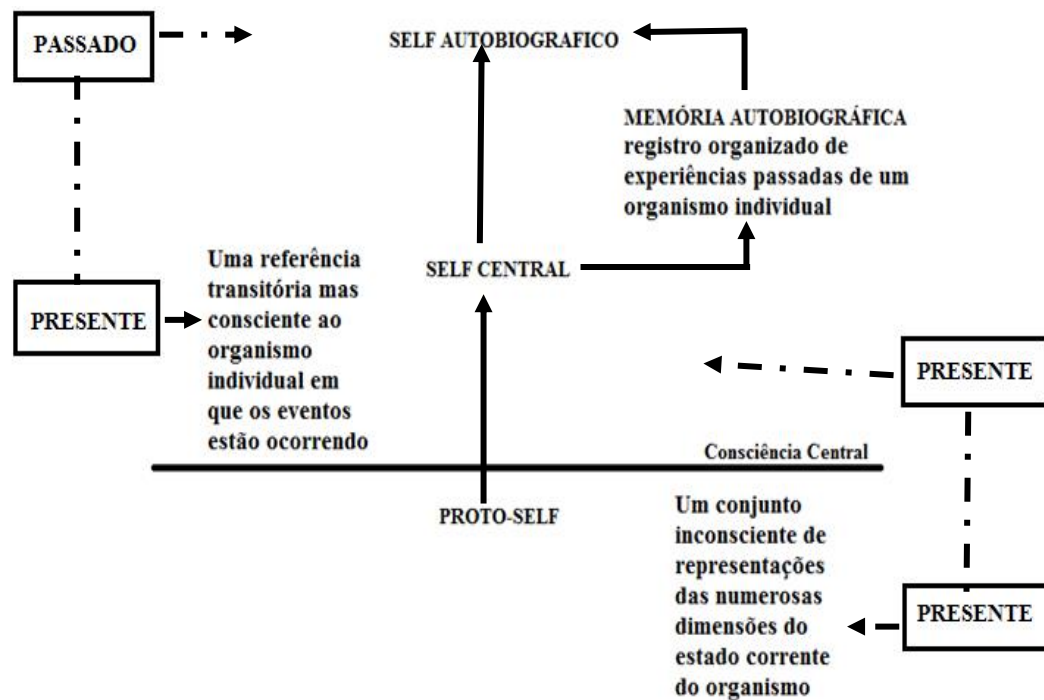 PASSADO
SELF AUTOBIOGRAFICO
MEMÓRIA AUTOBIOGRÁFICA
registro organizado de
experiências passadas de um
organismo individual
Uma referência
transitória mas
consciente ao
organismo
individual em
que os eventos
estão ocorrendo
SELF CENTRAL
PRESENTE
PRESENTE
Consciência Central
PROTO-SELF
Um conjunto
inconsciente de
representações
das numerosas
dimensões do
estado corrente
do organismo
PRESENTE